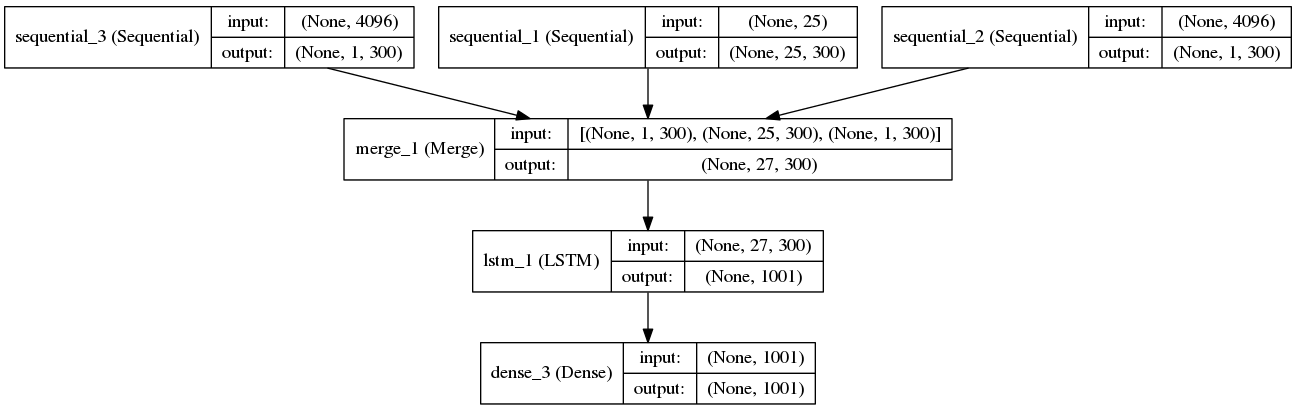 sequential_3 (Sequential)
input: (None, 4096)
output: (None, 1, 300)
sequential_1 (Sequential)
input: (None, 25)
output: (None, 25, 300)
sequential_2 (Sequential)
input: (None, 4096)
output: (None, 1, 300)
merge_1 (Merge)
input: [(None, 1, 300), (None, 25, 300), (None, 1, 300)]
output: (None, 27, 300)
lstm_1 (LSTM)
input: (None, 27, 300)
output: (None, 1001)
dense_3 (Dense)
input: (None, 1001)
output: (None, 1001)